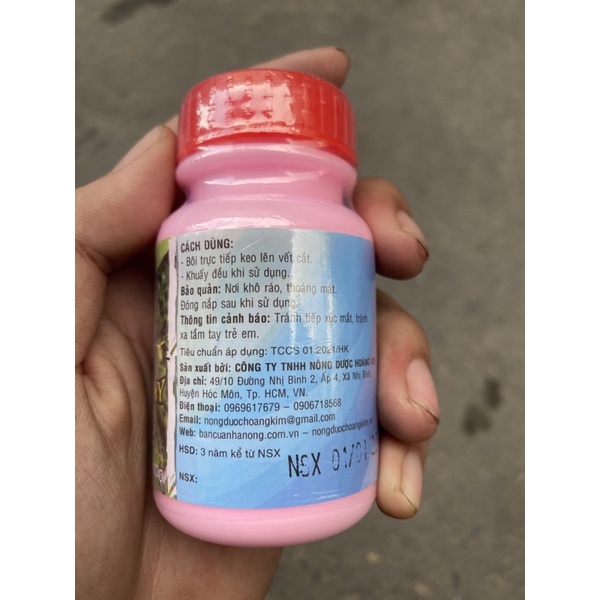 CÁCH DÙNG:
- Bôi trực tiếp keo lên vết cắt.
- Khuấy đều khi sử dụng.
Bảo quản: Nơi khô ráo, thoáng mát.
Đóng nắp sau khi sử dụng.
Thông tin cảnh báo: Tránh tiếp xúc mắt, tránh
xa tầm tay trẻ em.
Tiêu chuẩn áp dụng: TCCS 01:2021/HK
Sản xuất bởi: CÔNG TY TNHH NÔNG DƯỢC HOÀNG
Địa chỉ: 49/10 Đường Nhị Bình 2, Ấp 4, Xã Nhị
Huyện Hóc Môn, Tp. HCM, VN.
Điện thoại: 0969617679 – 0906718568
Email: nongduochoangkim@gmail.com
Web: bancuanhanong.com.vn – nongduochoangkim
HSD: 3 năm kể từ NSX
NSX 01/01
NSX: